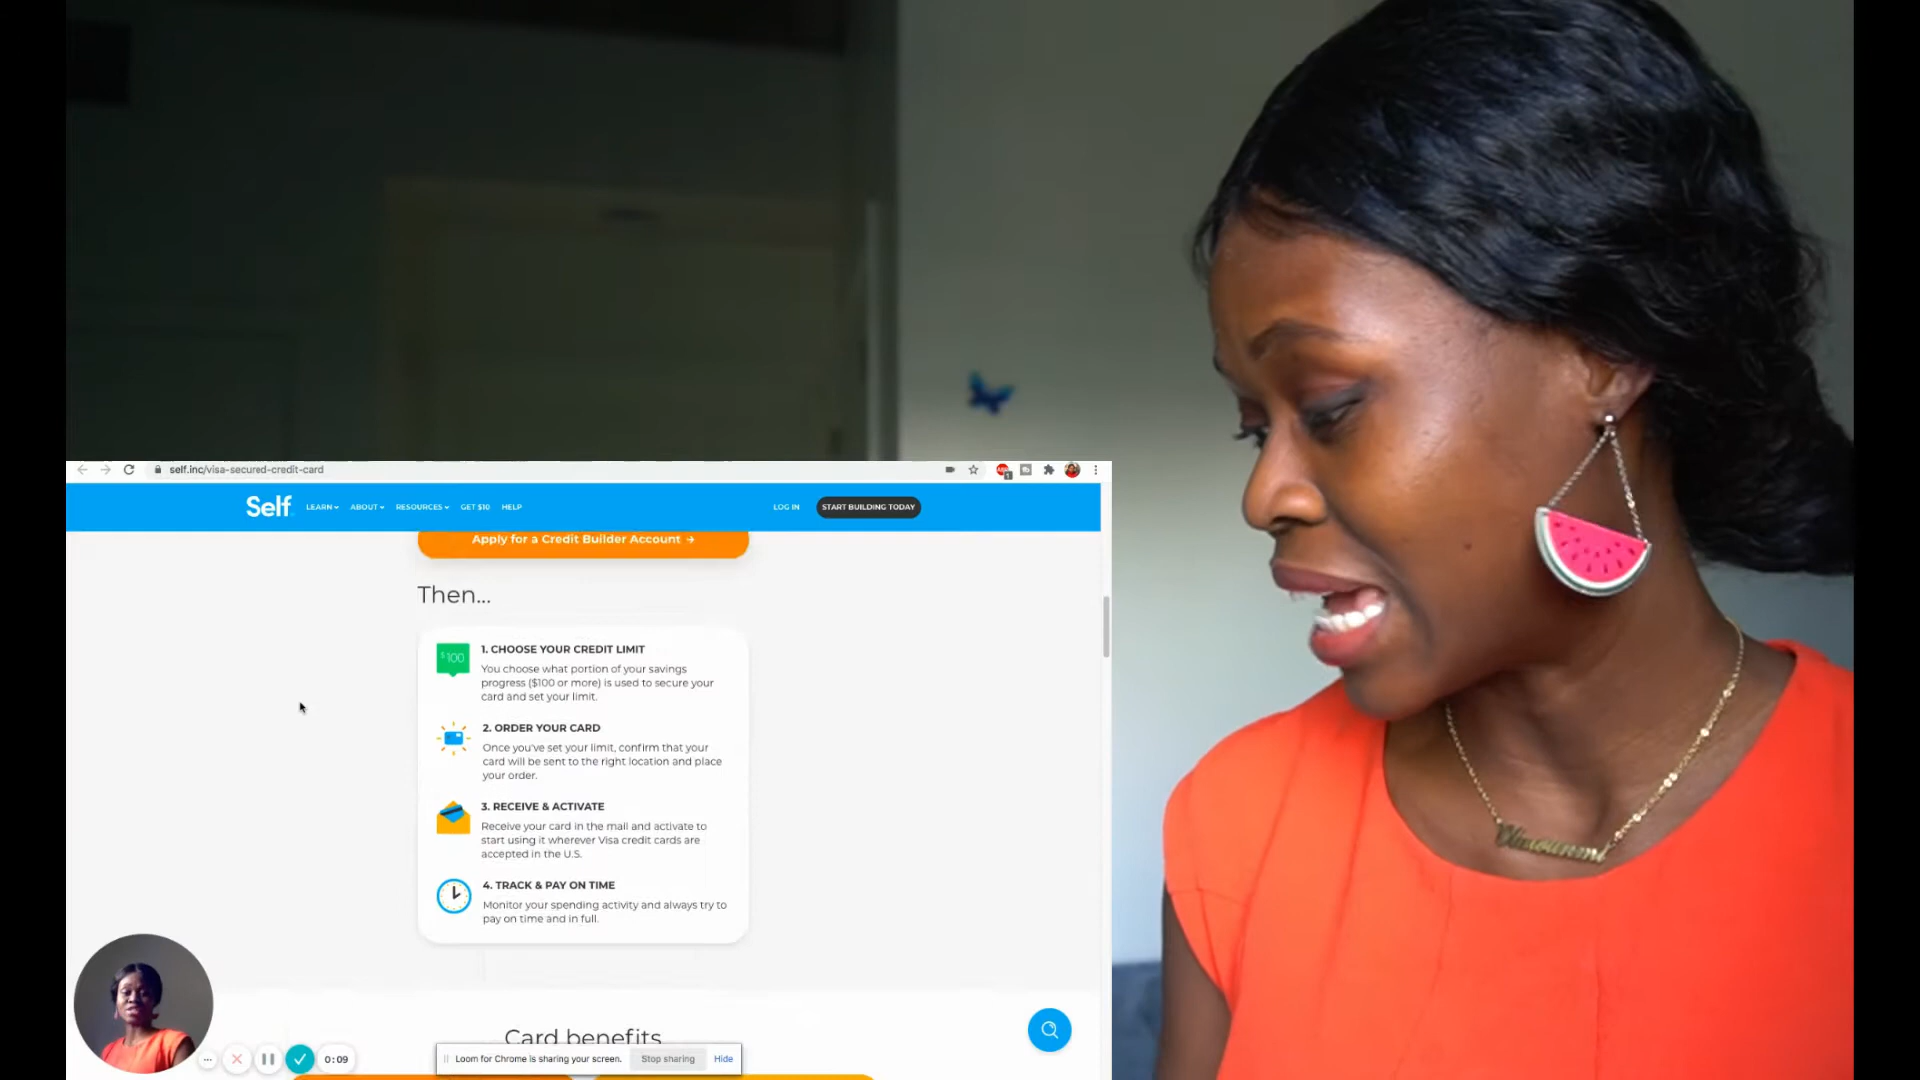 self.inc/visa-secured-credit-card
Self LEARN ABOUT RESOURCES GET $10 HELP LOG IN START BUILDING TODAY
Apply for a Credit Builder Account →
Then...
$100
1. CHOOSE YOUR CREDIT LIMIT
You choose what portion of your savings
progress ($100 or more) is used to secure your
card and set your limit.
2. ORDER YOUR CARD
Once you've set your limit, confirm that your
card will be sent to the right location and place
your order.
3. RECEIVE & ACTIVATE
Receive your card in the mail and activate to
start using it wherever Visa credit cards are
accepted in the U.S.
4. TRACK & PAY ON TIME
Monitor your spending activity and always try to
pay on time and in full.
Card benefits
0:09
Loom for Chrome is sharing your screen. Stop sharing Hide